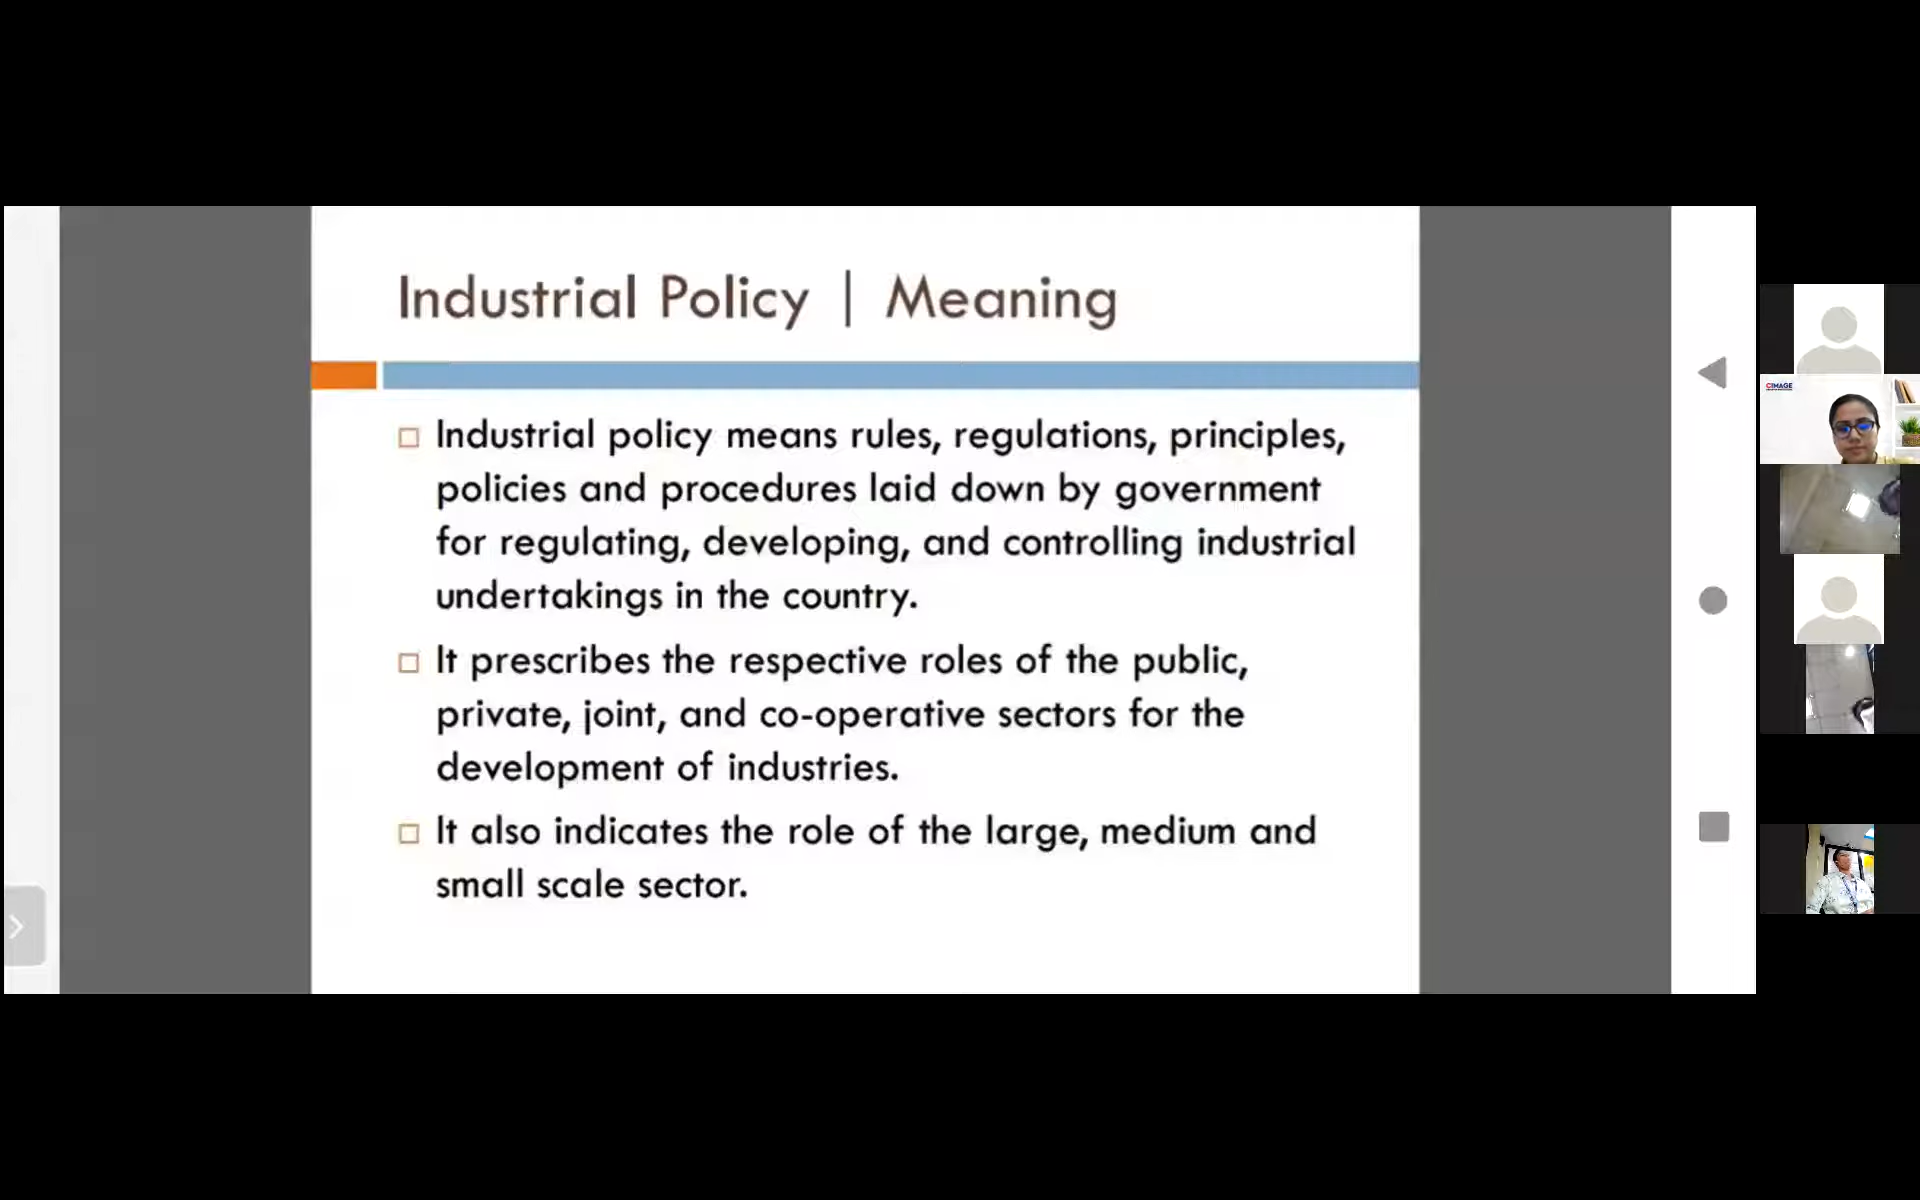 Industrial Policy | Meaning
Industrial policy means rules, regulations, principles,
policies and procedures laid down by government
for regulating, developing, and controlling industrial
undertakings in the country.
It prescribes the respective roles of the public,
private, joint, and co-operative sectors for the
development of industries.
It also indicates the role of the large, medium and
small scale sector.
CIMAGE